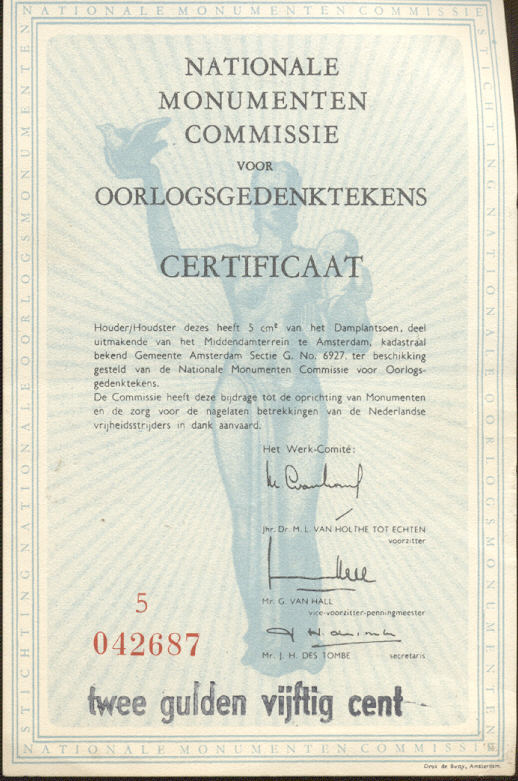 NATIONALE MONUMENTEN COMMISSIE
STICHTING NATIONALE OORLOGSMONUMENTEN
STICHTING NATIONALE OORLOGSMONUMENTEN
NATIONALE
MONUMENTEN
COMMISSIE
VOOR
OORLOGSGEDENKTEKENS
CERTIFICAAT
Houder/Houdster dezes heeft 5 cm² van het Damplantsoen, deel
uitmakende van het Middendamterrein te Amsterdam, kadastraal
bekend Gemeente Amsterdam Sectie G. No. 6927, ter beschikking
gesteld van de Nationale Monumenten Commissie voor Oorlogs-
gedenktekens.
De Commissie heeft deze bijdrage tot de oprichting van Monumenten
en de zorg voor de nagelaten betrekkingen van de Nederlandse
vrijheidsstrijders in dank aanvaard.
Het Werk-Comité:
Jhr. Dr. M. L. VAN HOLTHE TOT ECHTEN
voorzitter
Mr. G. VAN HALL
vice-voorzitter-penningmeester
5
042687
Mr. J. H. DES TOMBE secretaris
twee gulden vijftig cent
NATIONALE MONUMENTEN COMMISSIE
Druk de Bussy, Amsterdam.